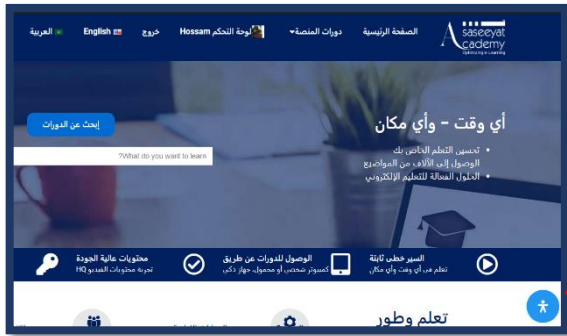 Asaseeyat
Academy
الصفحة الرئيسية
دورات المنصة
لوحة التحكم Hossam
خروج
English
العربية
أي وقت – وأي مكان
تحسين التعلم الخاص بك
الوصول إلى الآلاف من المواضيع
الحلول الفعالة للتعليم الإلكتروني
إبحث عن الدورات
What do you want to learn?
السير خطى ثابتة
تعلم في أي وقت وأي مكان
الوصول للدورات عن طريق
كمبيوتر شخصي أو محمول، جهاز ذكي
محتويات عالية الجودة
تجربة محتويات الفيديو HQ
تعلم وطور